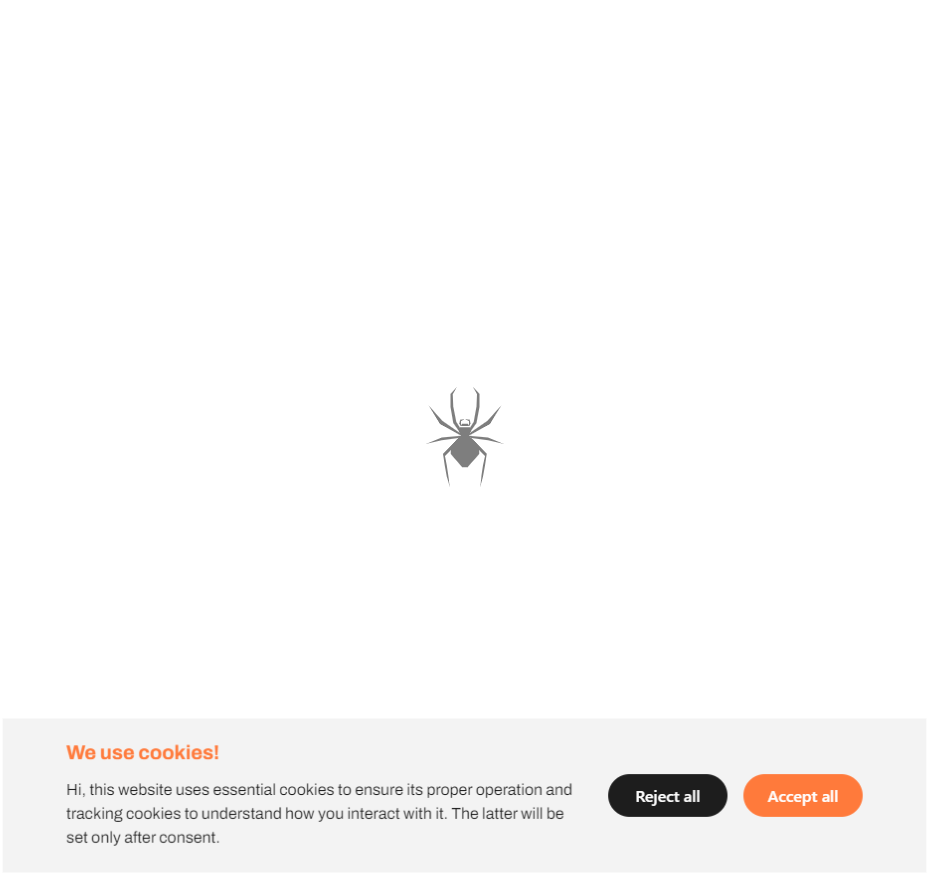 We use cookies!
Hi, this website uses essential cookies to ensure its proper operation and
tracking cookies to understand how you interact with it. The latter will be
set only after consent.
Reject all
Accept all